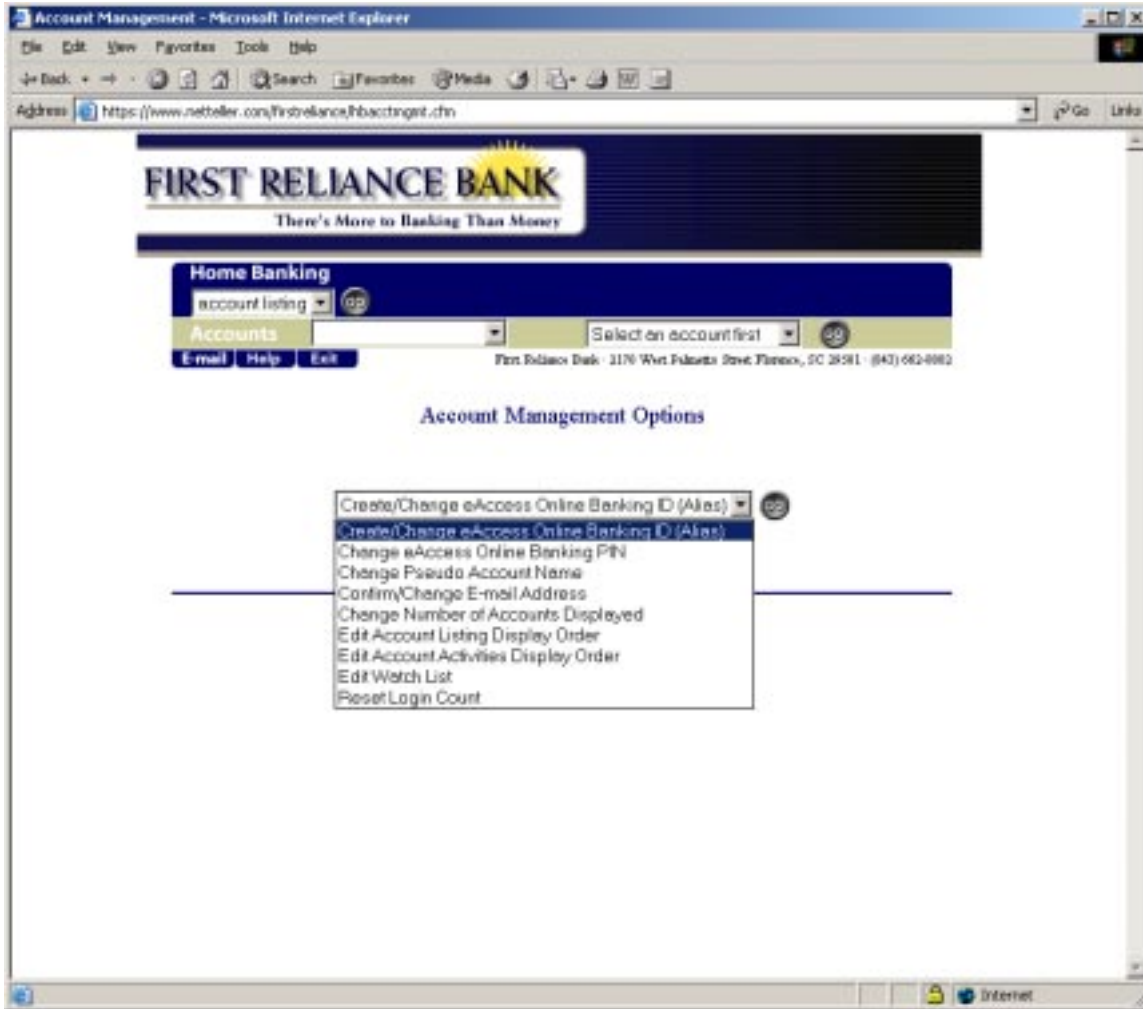 Account Management - Microsoft Internet Explorer
File Edit View Favorites Tools Help
Back Search Favorites Media
Address https://www.netteller.com/firstreliance/hbacctmgmt.cfm Go Links
FIRST RELIANCE BANK
There's More to Banking Than Money
Home Banking
account listing go
Accounts Select an account first go
E-mail Help Exit First Reliance Bank · 2170 West Palmetto Street Florence, SC 29501 · (843)
Account Management Options
Create/Change eAccess Online Banking ID (Alias) go
Create/Change eAccess Online Banking ID (Alias)
Change eAccess Online Banking PIN
Change Pseudo Account Name
Confirm/Change E-mail Address
Change Number of Accounts Displayed
Edit Account Listing Display Order
Edit Account Activities Display Order
Edit Watch List
Reset Login Count
Internet